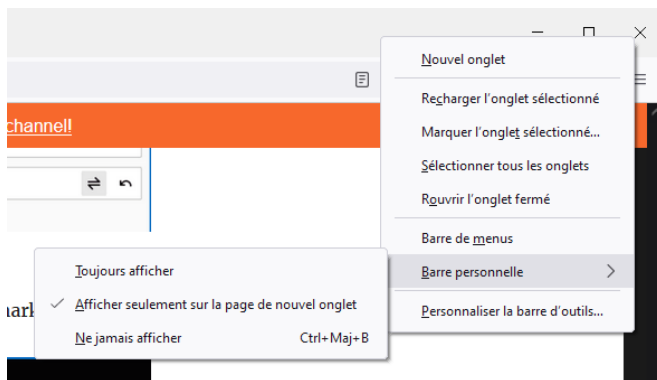 Nouvel onglet
Recharger l'onglet sélectionné
channel!
Marquer l'onglet sélectionné...
Sélectionner tous les onglets
Rouvrir l'onglet fermé
Barre de menus
Toujours afficher
Barre personnelle
Afficher seulement sur la page de nouvel onglet
Personnaliser la barre d'outils...
Ne jamais afficher Ctrl+Maj+B